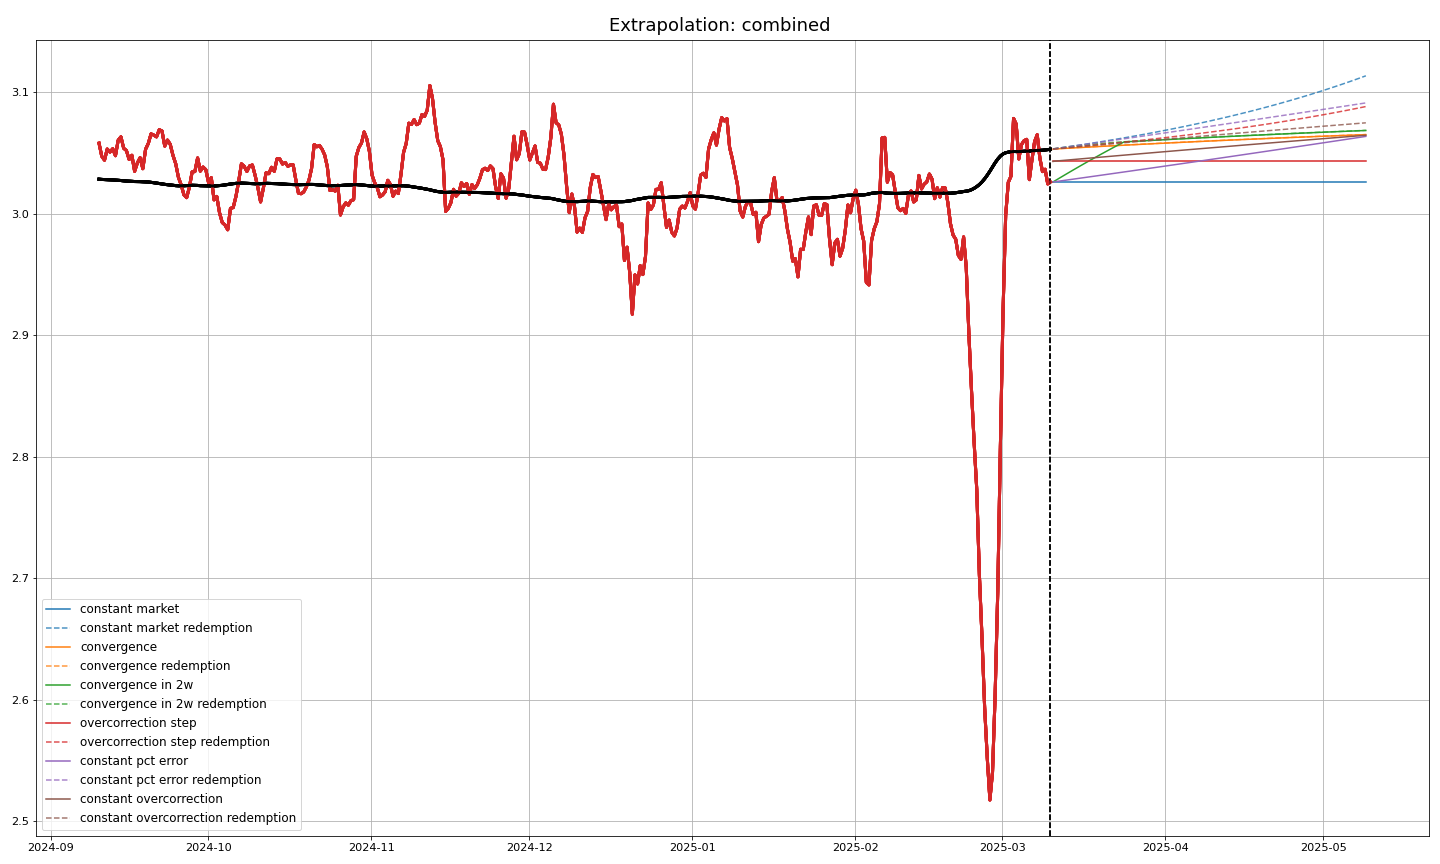 Extrapolation: combined
3.1
3.0
2.9
2.8
2.7
2.6
2.5
constant market
constant market redemption
convergence
convergence redemption
convergence in 2w
convergence in 2w redemption
overcorrection step
overcorrection step redemption
constant pct error
constant pct error redemption
constant overcorrection
constant overcorrection redemption
2024-09 2024-10 2024-11 2024-12 2025-01 2025-02 2025-03 2025-04 2025-05